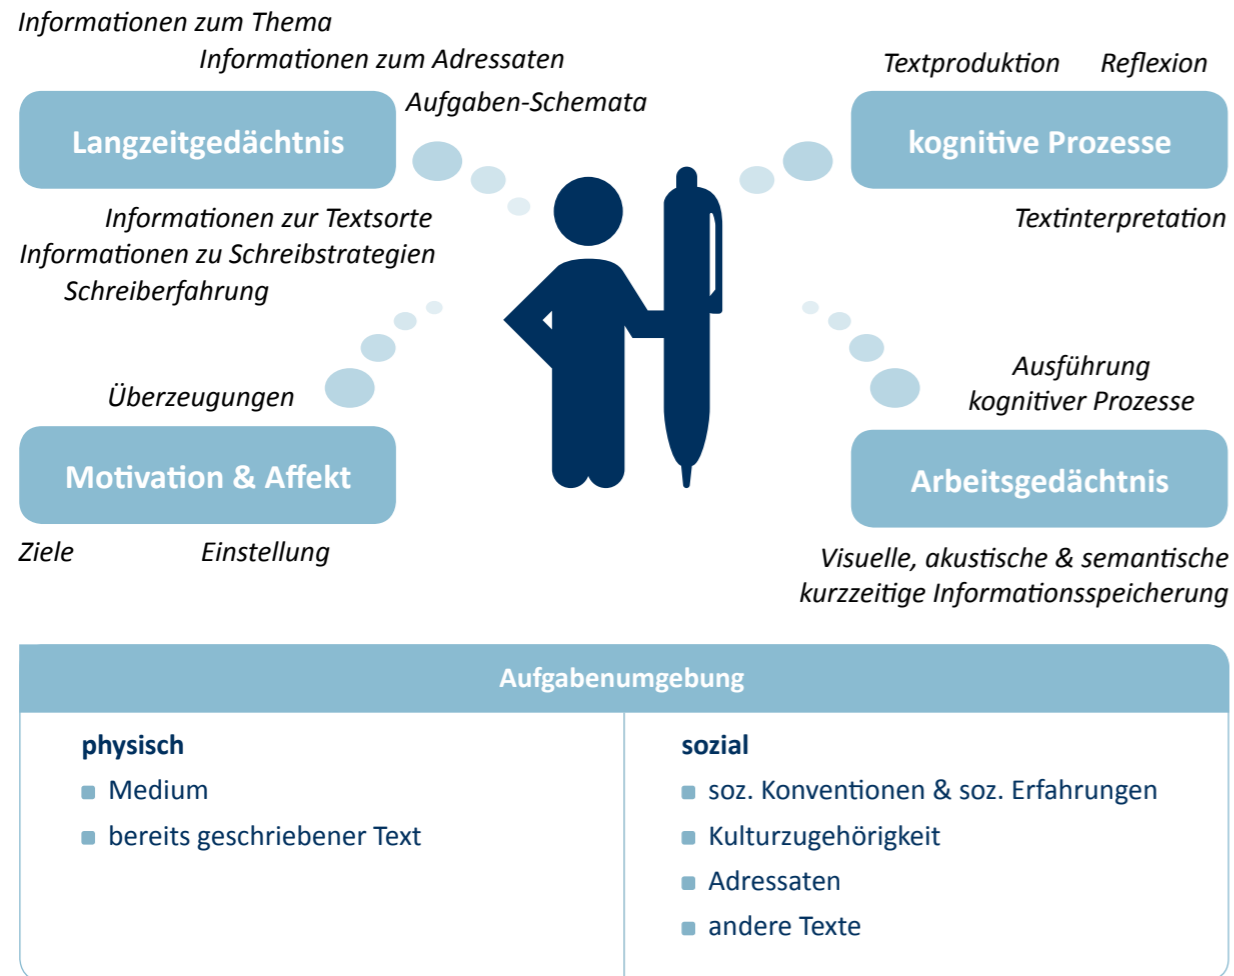 Informationen zum Thema
Informationen zum Adressaten
Aufgaben-Schemata
Langzeitgedächtnis
Informationen zur Textsorte
Informationen zu Schreibstrategien
Schreiberfahrung
Textproduktion Reflexion
kognitive Prozesse
Textinterpretation
Überzeugungen
Motivation & Affekt
Ziele Einstellung
Ausführung
kognitiver Prozesse
Arbeitsgedächtnis
Visuelle, akustische & semantische
kurzzeitige Informationsspeicherung
Aufgabenumgebung
physisch
Medium
bereits geschriebener Text
sozial
soz. Konventionen & soz. Erfahrungen
Kulturzugehörigkeit
Adressaten
andere Texte